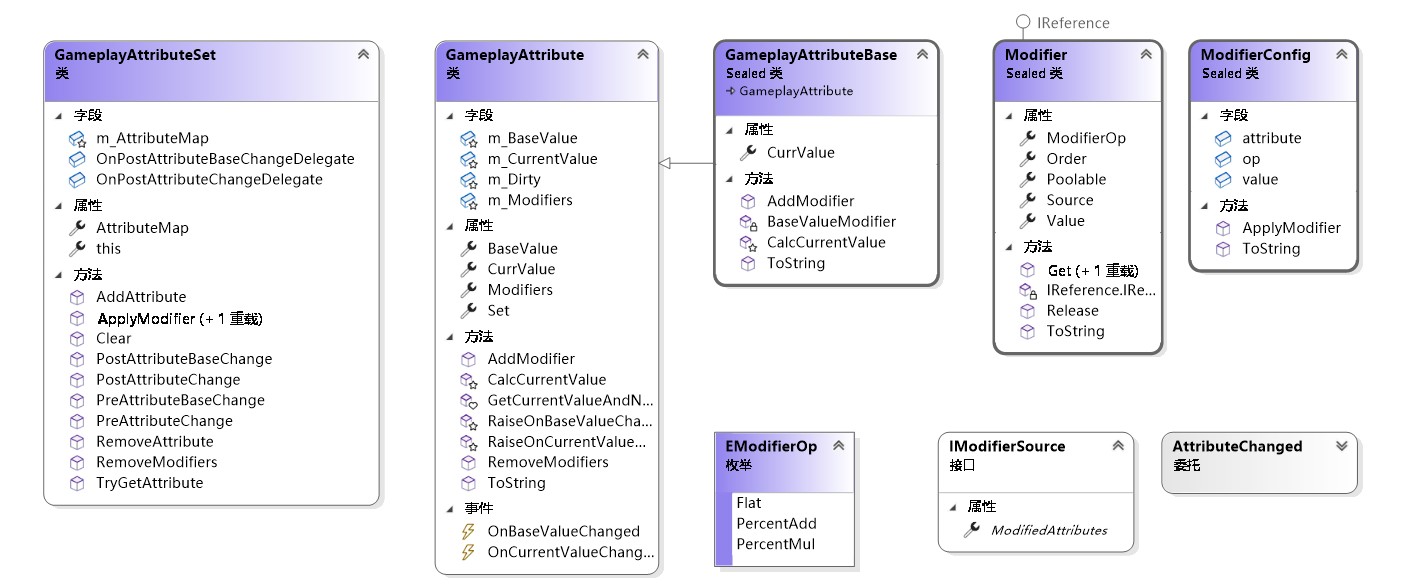 IReference
GameplayAttributeSet
类
字段
m_AttributeMap
OnPostAttributeBaseChangeDelegate
OnPostAttributeChangeDelegate
属性
AttributeMap
this
方法
AddAttribute
ApplyModifier (+ 1 重载)
Clear
PostAttributeBaseChange
PostAttributeChange
PreAttributeBaseChange
PreAttributeChange
RemoveAttribute
RemoveModifiers
TryGetAttribute
GameplayAttribute
类
字段
m_BaseValue
m_CurrentValue
m_Dirty
m_Modifiers
属性
BaseValue
CurrValue
Modifiers
Set
方法
AddModifier
CalcCurrentValue
GetCurrentValueAndN...
RaiseOnBaseValueCha...
RaiseOnCurrentValue...
RemoveModifiers
ToString
事件
OnBaseValueChanged
OnCurrentValueChang...
GameplayAttributeBase
Sealed 类
GameplayAttribute
属性
CurrValue
方法
AddModifier
BaseValueModifier
CalcCurrentValue
ToString
Modifier
Sealed 类
属性
ModifierOp
Order
Poolable
Source
Value
方法
Get (+ 1 重载)
IReference.IRe...
Release
ToString
ModifierConfig
Sealed 类
字段
attribute
op
value
方法
ApplyModifier
ToString
EModifierOp
枚举
Flat
PercentAdd
PercentMul
IModifierSource
接口
属性
ModifiedAttributes
AttributeChanged
委托